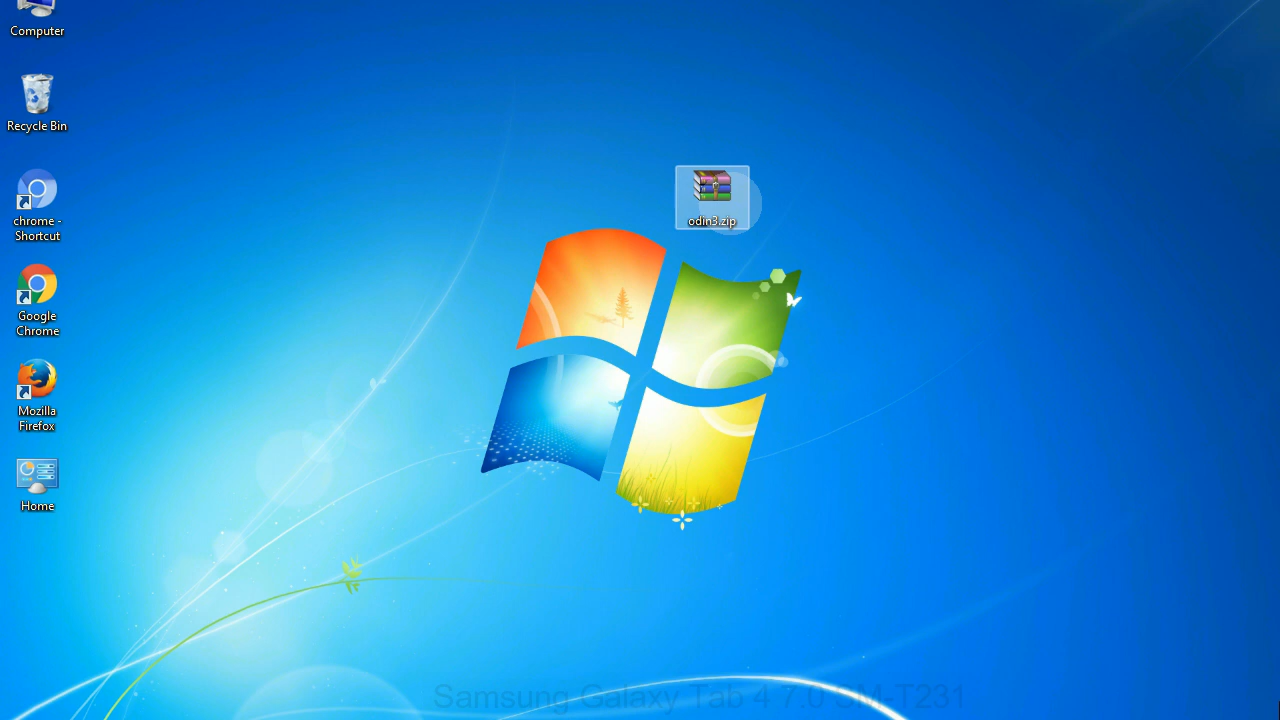 Computer
Recycle Bin
chrome -
Shortcut
Google
Chrome
Mozilla
Firefox
Home
odin3.zip
Samsung Galaxy Tab 4 7.0 SM-T231